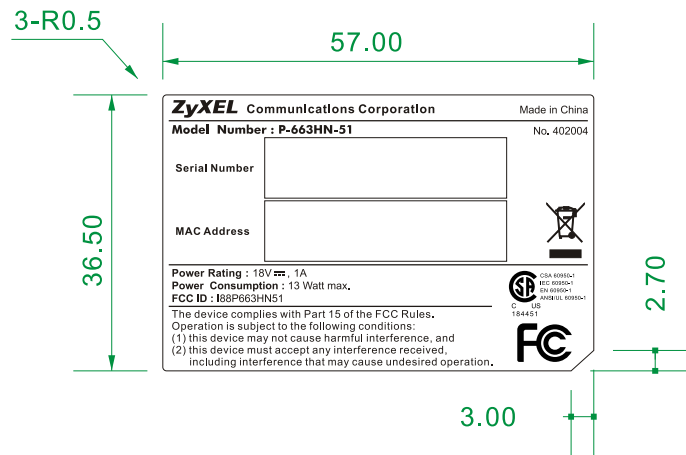 3-R0.5
57.00
ZyXEL Communications Corporation
Made in China
Model Number : P-663HN-51
No. 402004
Serial Number
36.50
MAC Address
Power Rating : 18V⎓, 1A
Power Consumption : 13 Watt max.
FCC ID : I88P663HN51
CSA 60950-1
IEC 60950-1
EN 60950-1
ANSI/UL 60950-1
SA
C US
184451
2.70
The device complies with Part 15 of the FCC Rules.
Operation is subject to the following conditions:
(1) this device may not cause harmful interference, and
(2) this device must accept any interference received,
including interference that may cause undesired operation.
FC
3.00